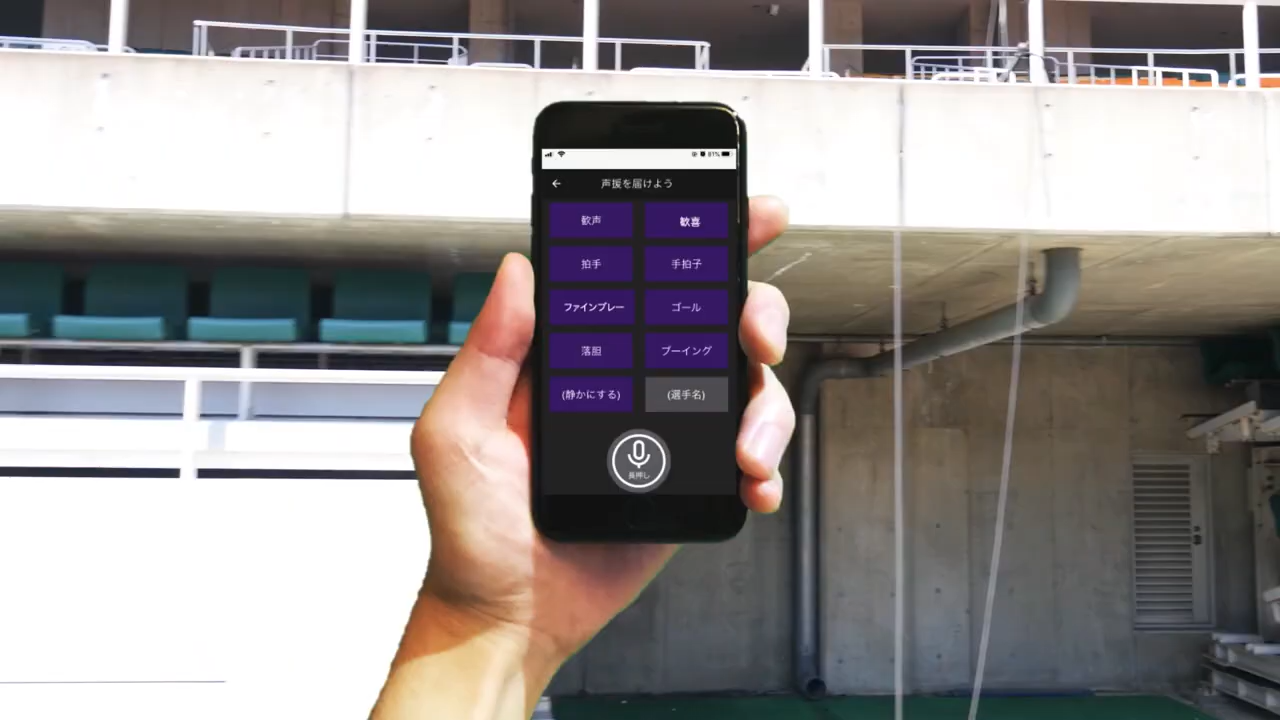 81%
声援を届けよう
歓声
歓喜
拍手
手拍子
ファインプレー
ゴール
落胆
ブーイング
(静かにする)
(選手名)
長押し